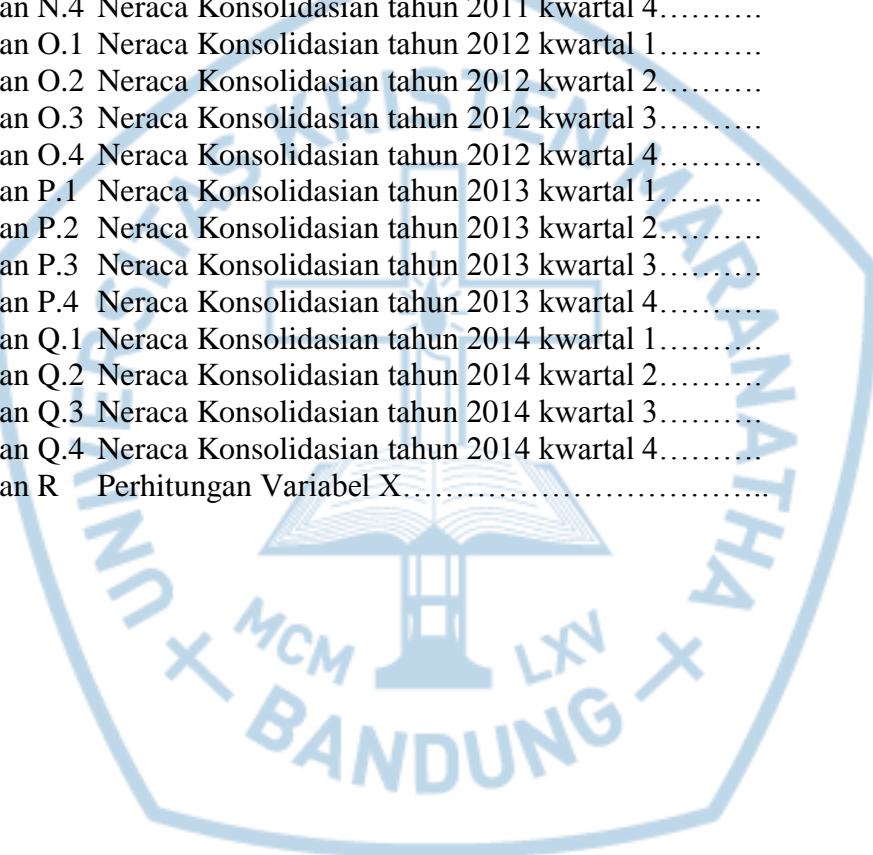 an N.4 Neraca Konsolidasian tahun 2011 kwartal 4……….
an O.1 Neraca Konsolidasian tahun 2012 kwartal 1……….
an O.2 Neraca Konsolidasian tahun 2012 kwartal 2……….
an O.3 Neraca Konsolidasian tahun 2012 kwartal 3……….
an O.4 Neraca Konsolidasian tahun 2012 kwartal 4……….
an P.1 Neraca Konsolidasian tahun 2013 kwartal 1……….
an P.2 Neraca Konsolidasian tahun 2013 kwartal 2……….
an P.3 Neraca Konsolidasian tahun 2013 kwartal 3……….
an P.4 Neraca Konsolidasian tahun 2013 kwartal 4……….
an Q.1 Neraca Konsolidasian tahun 2014 kwartal 1……….
an Q.2 Neraca Konsolidasian tahun 2014 kwartal 2……….
an Q.3 Neraca Konsolidasian tahun 2014 kwartal 3……….
an Q.4 Neraca Konsolidasian tahun 2014 kwartal 4……….
an R Perhitungan Variabel X……………………………..
UNIVERSITAS KRISTEN MARANATHA
MCM LXV
BANDUNG